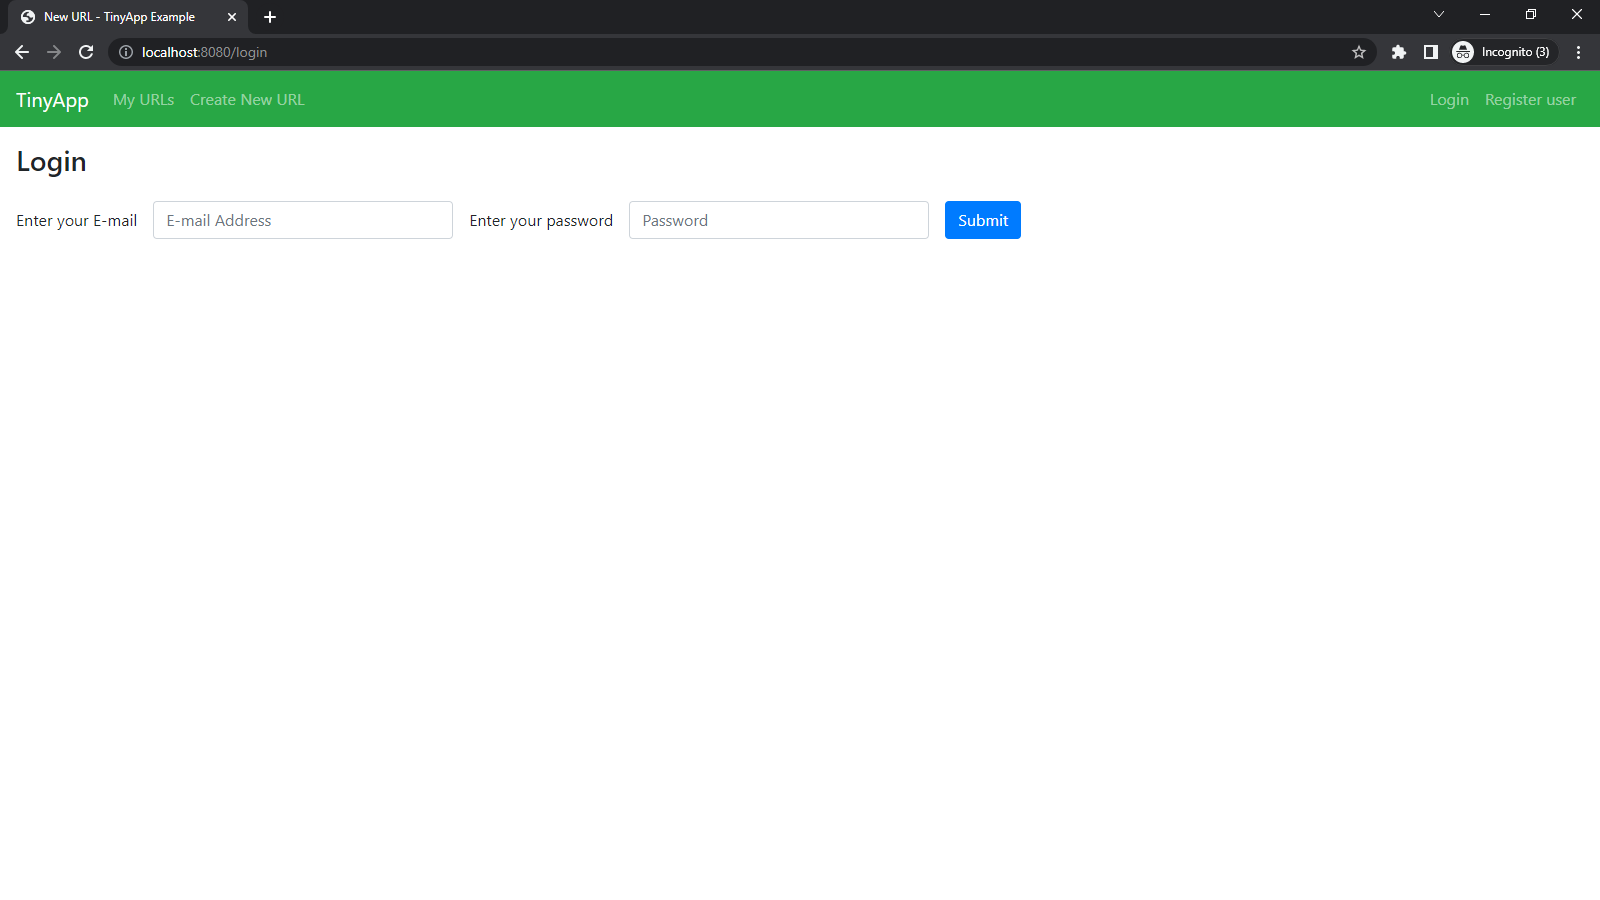 New URL - TinyApp Example
localhost:8080/login
Incognito (3)
TinyApp My URLs Create New URL Login Register user
Login
Enter your E-mail E-mail Address Enter your password Password Submit